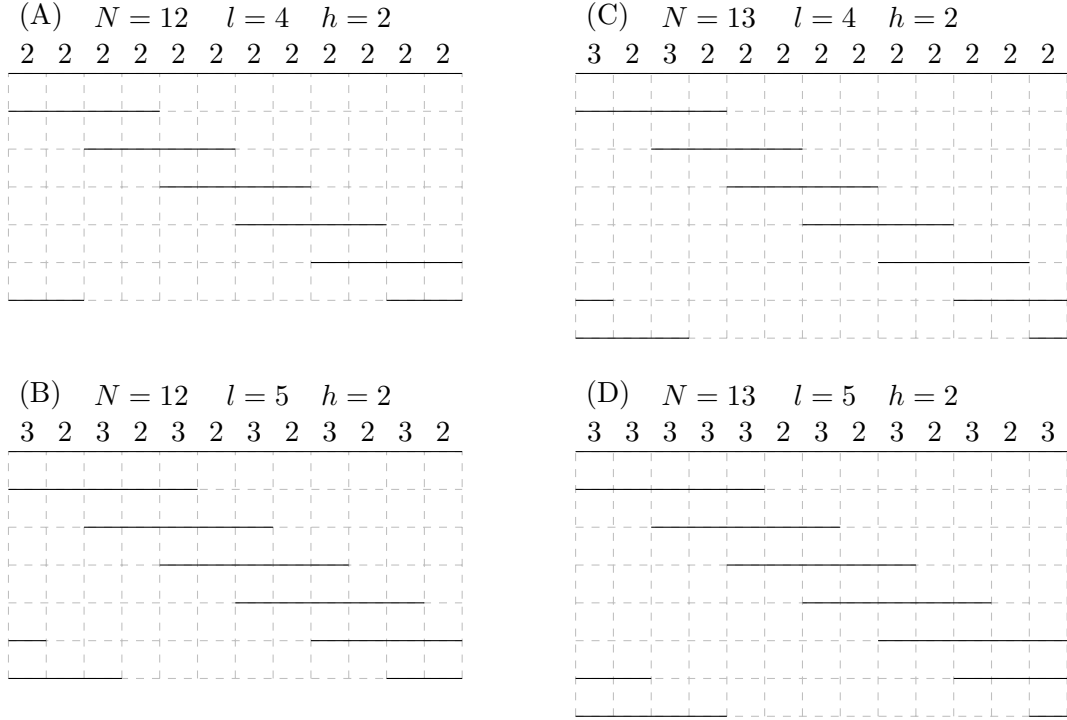 (A) N = 12 l = 4 h = 2
2 2 2 2 2 2 2 2 2 2 2 2
(C) N = 13 l = 4 h = 2
3 2 3 2 2 2 2 2 2 2 2 2 2
(B) N = 12 l = 5 h = 2
3 2 3 2 3 2 3 2 3 2 3 2
(D) N = 13 l = 5 h = 2
3 3 3 3 3 2 3 2 3 2 3 2 3